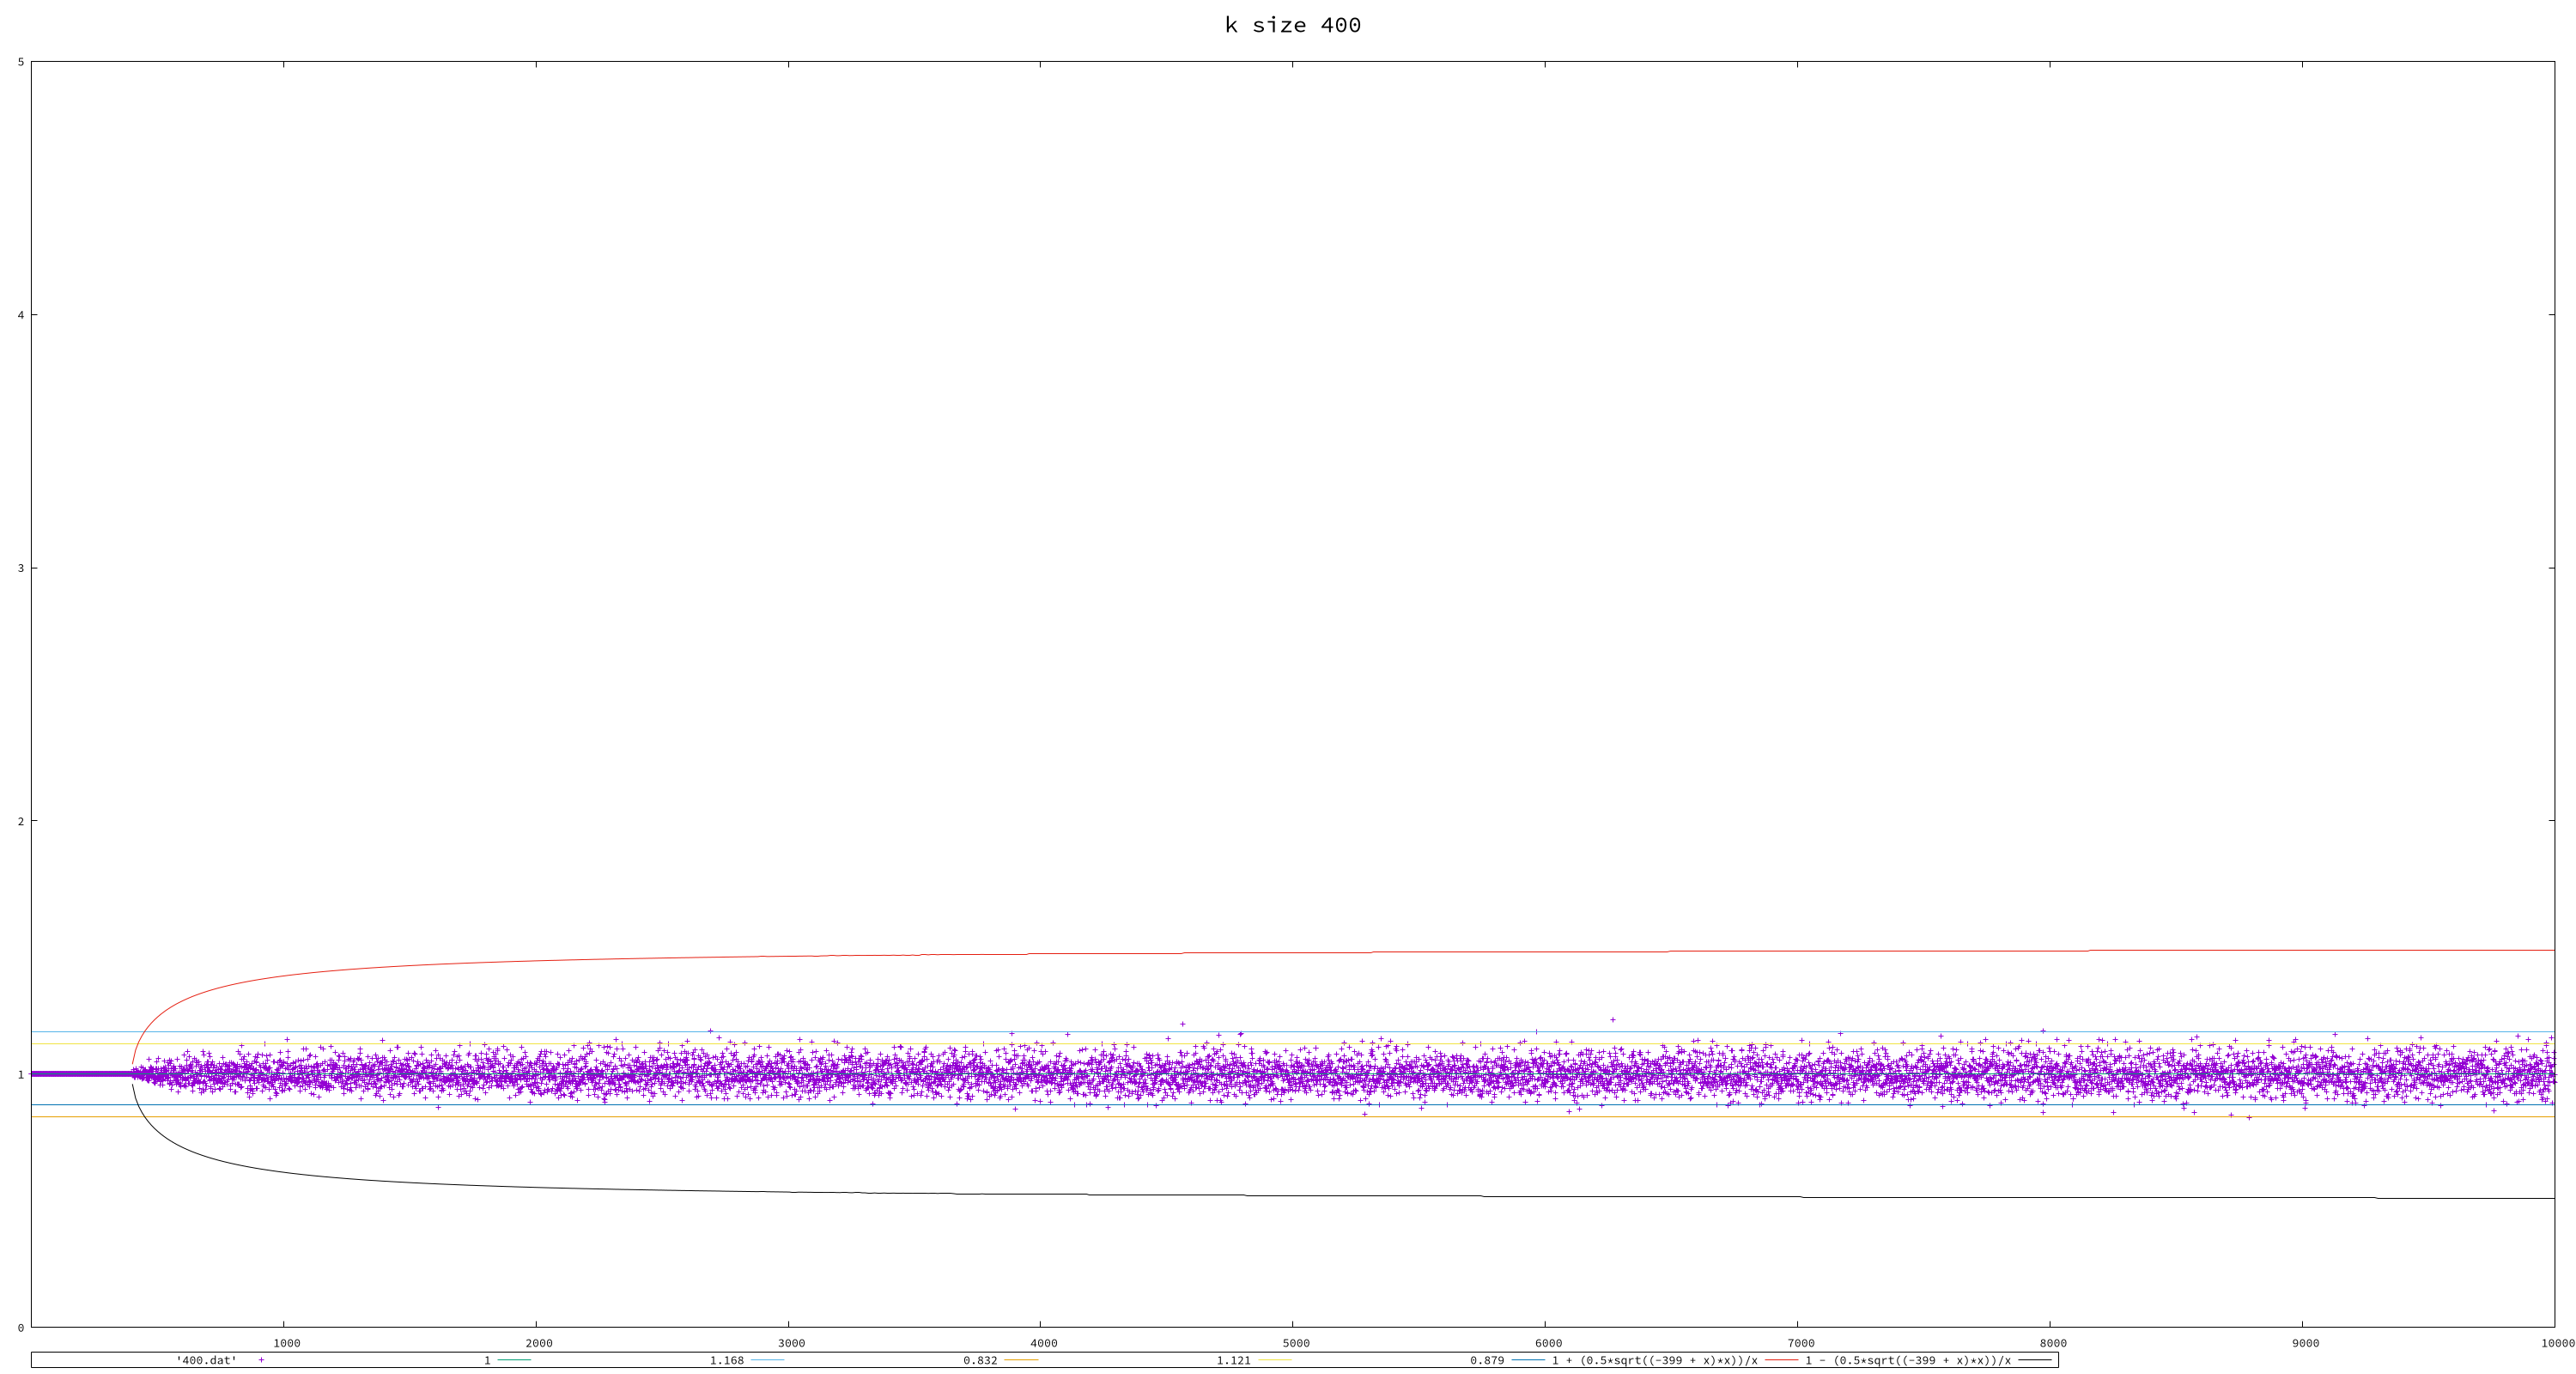 k size 400
5
4
3
2
1
0
1000 2000 3000 4000 5000 6000 7000 8000 9000 10000
'400.dat' 1 1.168 0.832 1.121 0.879 1 + (0.5*sqrt((-399 + x)*x))/x 1 - (0.5*sqrt((-399 + x)*x))/x